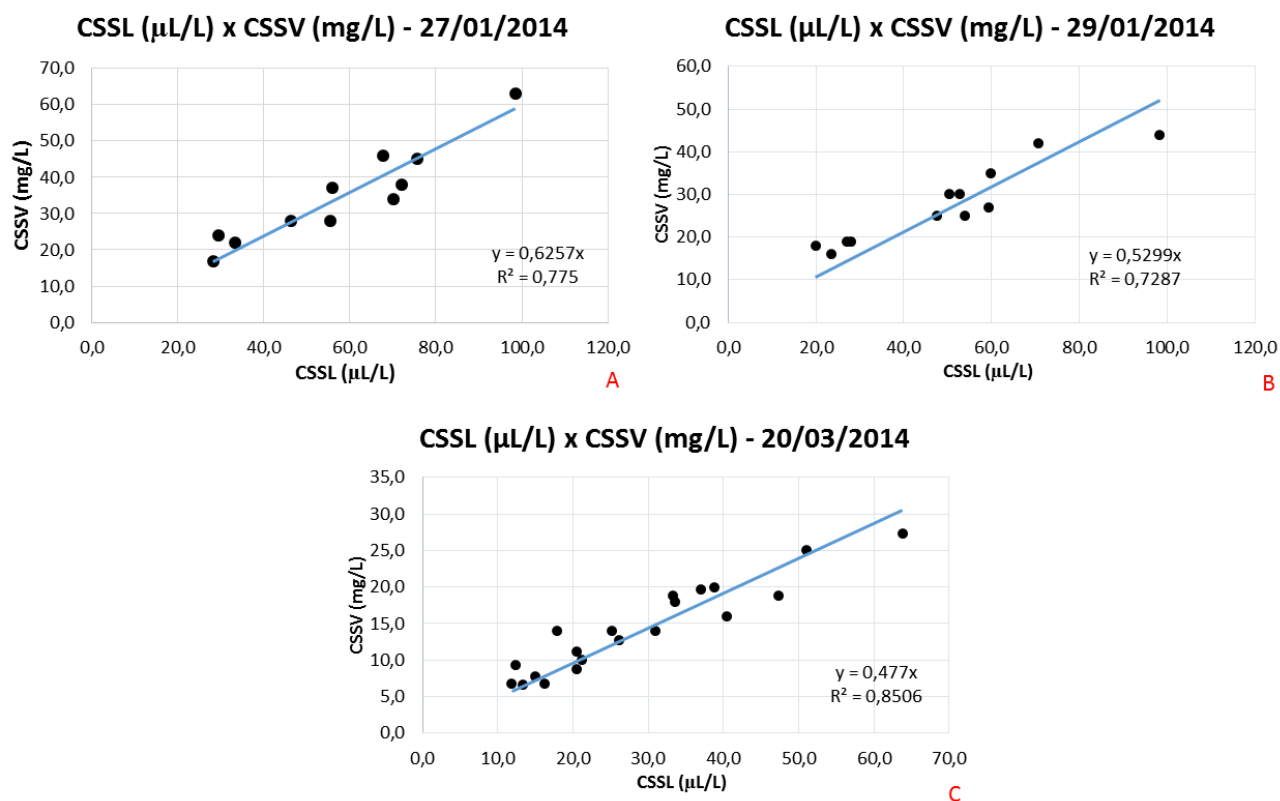 CSSL (µL/L) x CSSV (mg/L) - 27/01/2014
70,0
60,0
50,0
40,0
30,0
20,0
10,0
0,0
CSSV (mg/L)
y = 0,6257x
R² = 0,775
0,0 20,0 40,0 60,0 80,0 100,0 120,0
CSSL (µL/L)
A
CSSL (µL/L) x CSSV (mg/L) - 29/01/2014
60,0
50,0
40,0
30,0
20,0
10,0
0,0
CSSV (mg/L)
y = 0,5299x
R² = 0,7287
0,0 20,0 40,0 60,0 80,0 100,0 120,0
CSSL (µL/L)
B
CSSL (µL/L) x CSSV (mg/L) - 20/03/2014
35,0
30,0
25,0
20,0
15,0
10,0
5,0
0,0
CSSV (mg/L)
y = 0,477x
R² = 0,8506
0,0 10,0 20,0 30,0 40,0 50,0 60,0 70,0
CSSL (µL/L)
C